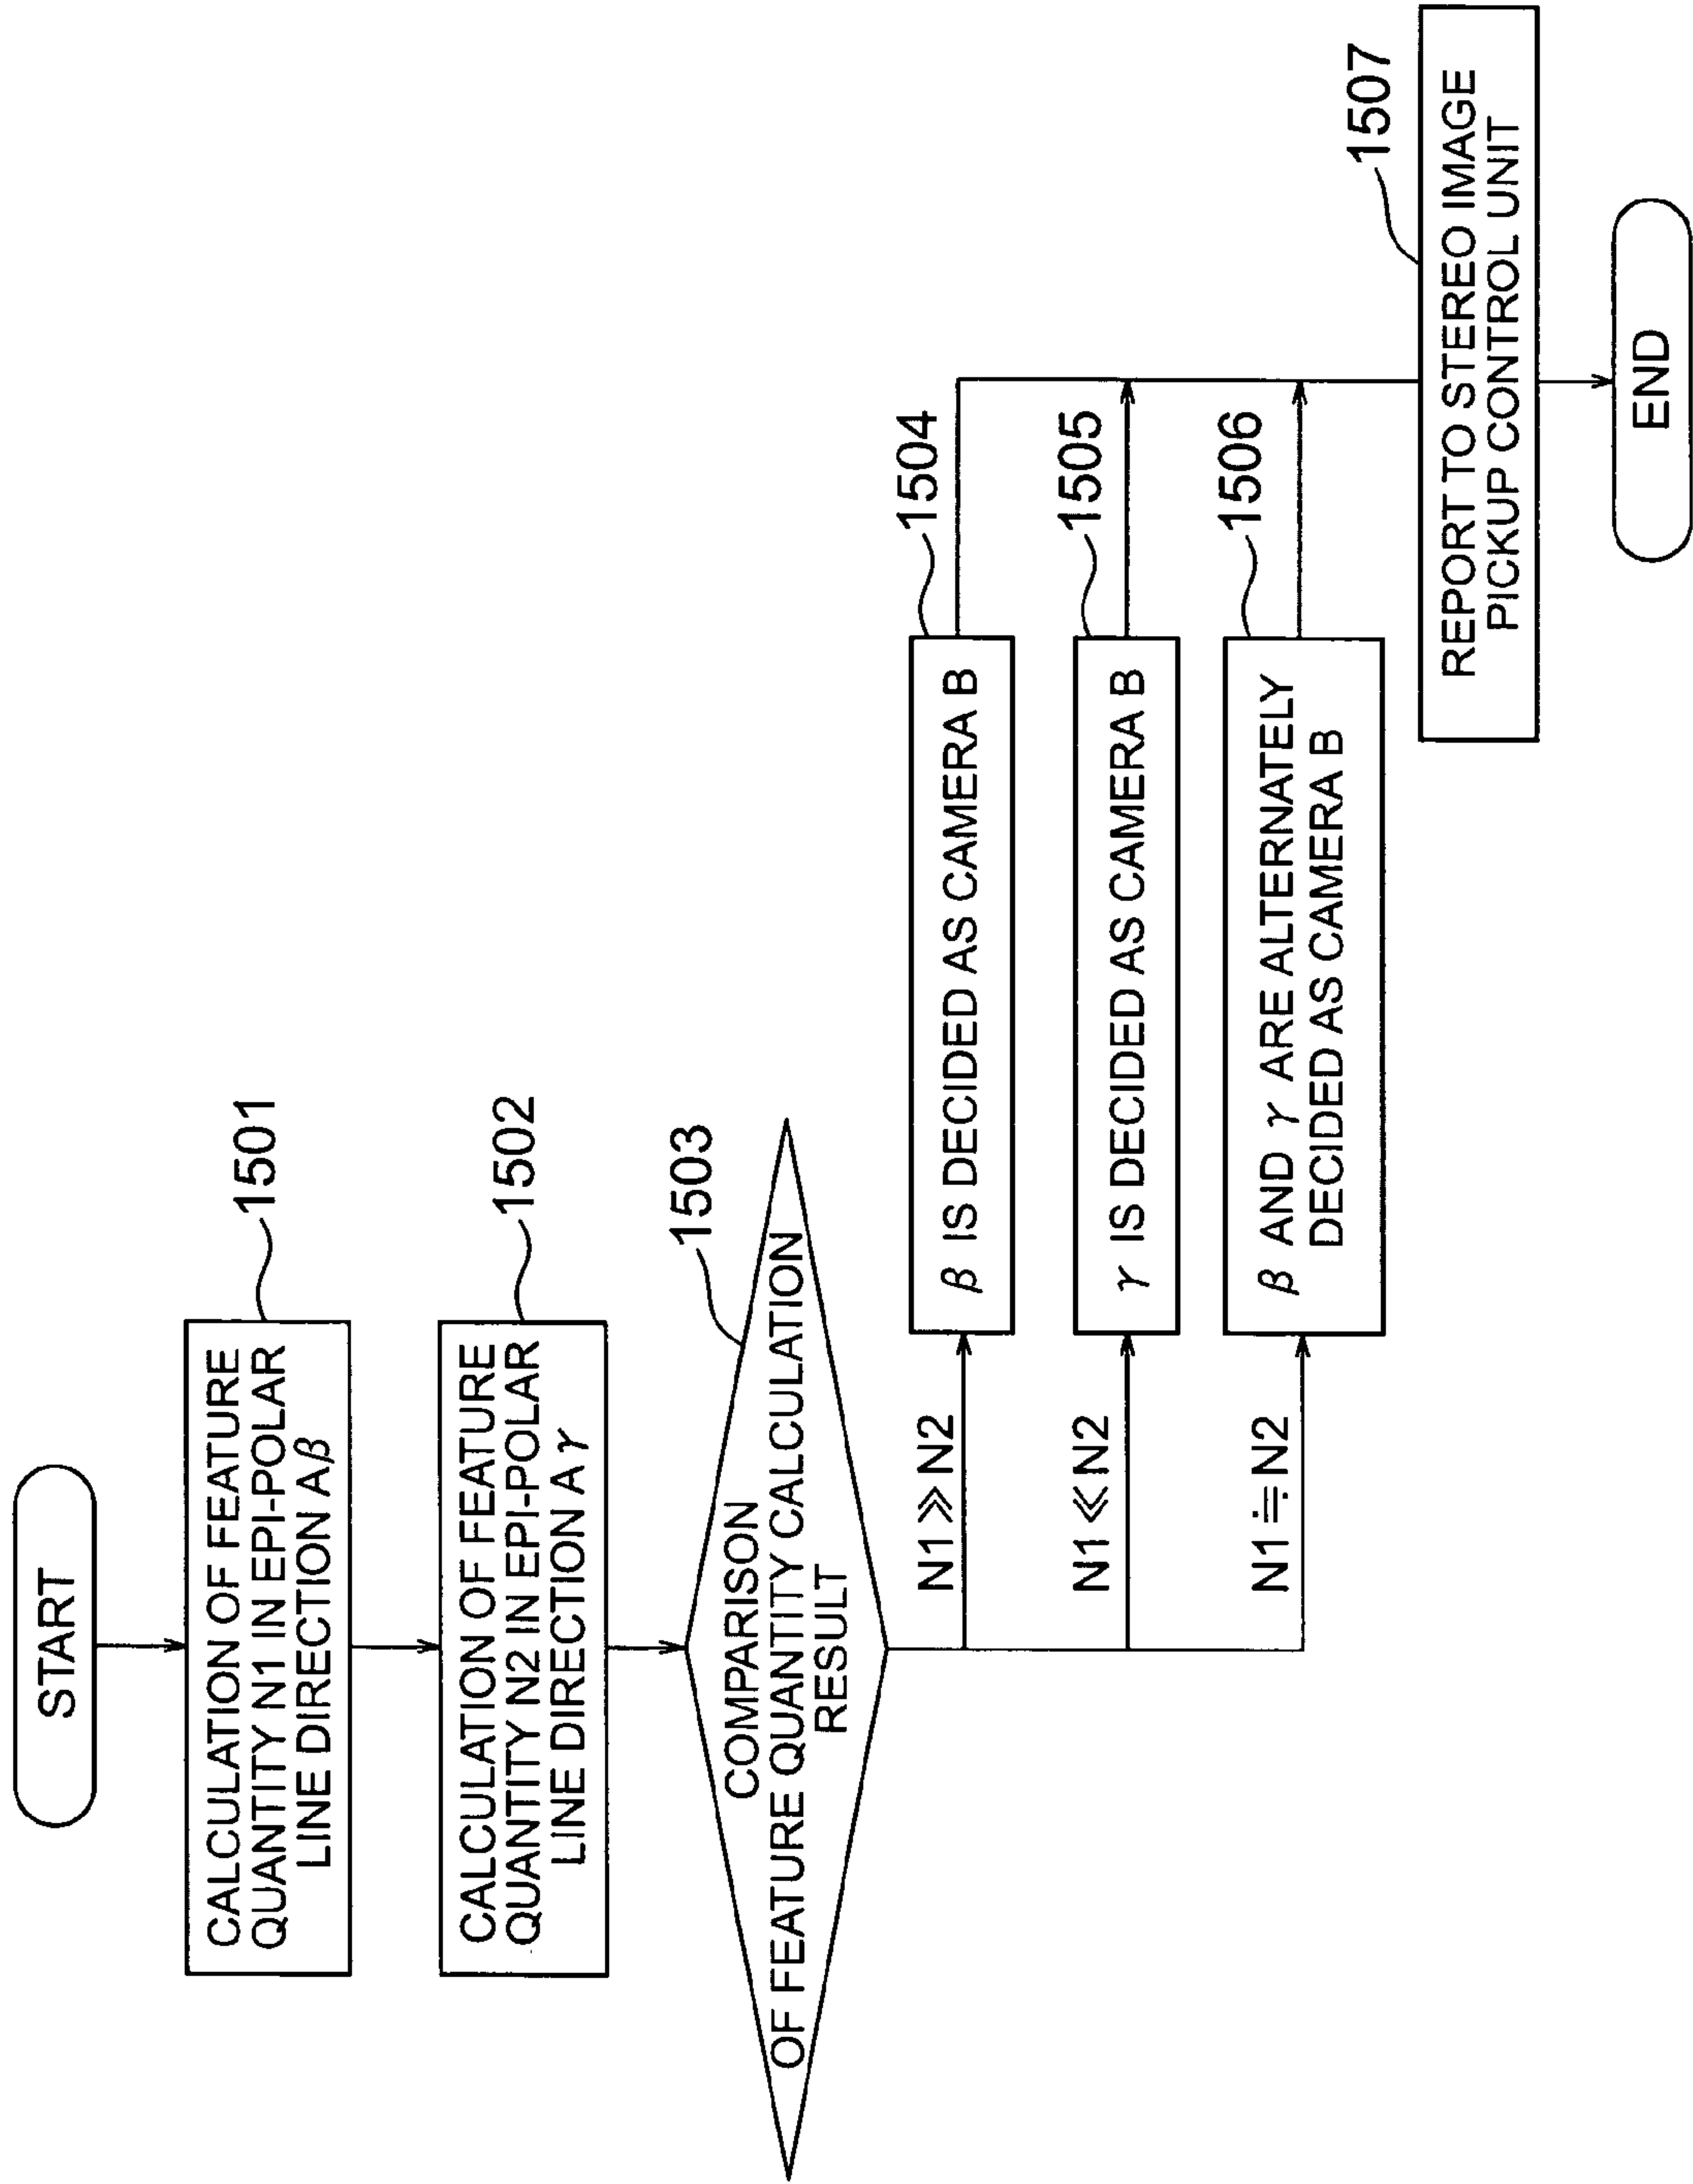 START
CALCULATION OF FEATURE
QUANTITY N1 IN EPI-POLAR
LINE DIRECTION Aβ
1501
CALCULATION OF FEATURE
QUANTITY N2 IN EPI-POLAR
LINE DIRECTION Aγ
1502
COMPARISON
OF FEATURE QUANTITY CALCULATION
RESULT
1503
N1≫N2
β IS DECIDED AS CAMERA B
1504
N1≪N2
γ IS DECIDED AS CAMERA B
1505
N1≒N2
β AND γ ARE ALTERNATELY
DECIDED AS CAMERA B
1506
REPORT TO STEREO IMAGE
PICKUP CONTROL UNIT
1507
END